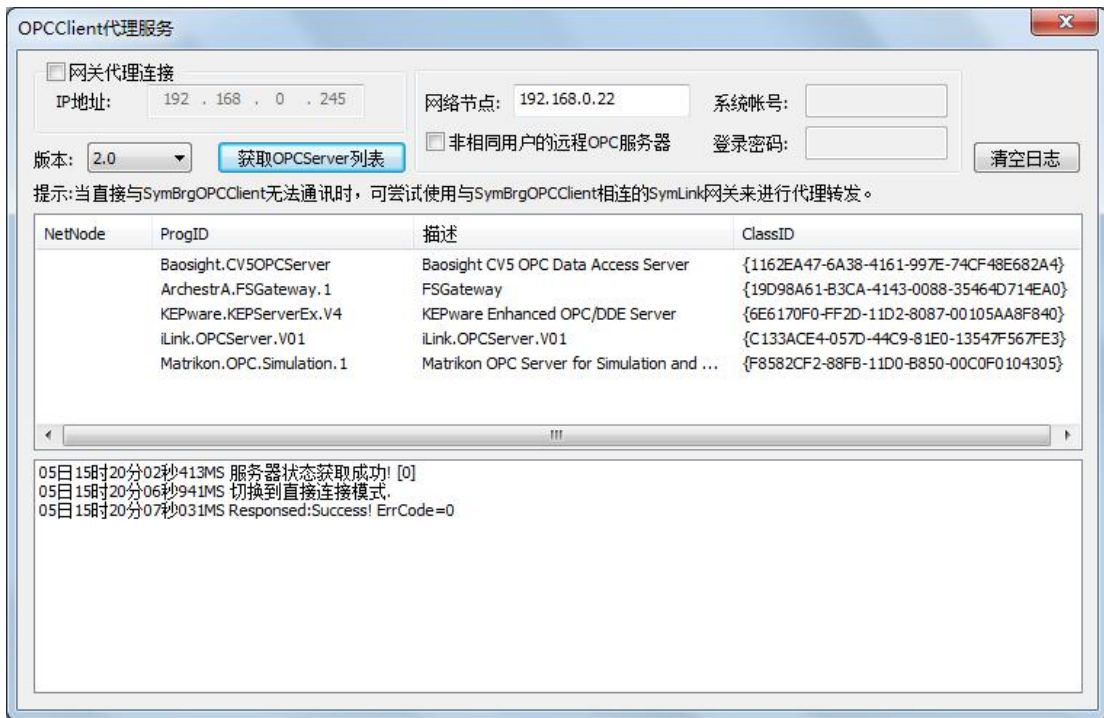 OPCClient代理服务
网关代理连接
IP地址: 192 . 168 . 0 . 245
网络节点: 192.168.0.22 系统帐号:
非相同用户的远程OPC服务器 登录密码:
版本: 2.0 获取OPCServer列表 清空日志
提示:当直接与SymBrgOPCClient无法通讯时，可尝试使用与SymBrgOPCClient相连的SymLink网关来进行代理转发。
NetNode ProgID 描述 ClassID
Baosight.CV5OPCServer Baosight CV5 OPC Data Access Server {1162EA47-6A38-4161-997E-74CF48E682A4}
ArchestrA.FSGateway.1 FSGateway {19D98A61-B3CA-4143-0088-35464D714EA0}
KEPware.KEPServerEx.V4 KEPware Enhanced OPC/DDE Server {6E6170F0-FF2D-11D2-8087-00105AA8F840}
iLink.OPCServer.V01 iLink.OPCServer.V01 {C133ACE4-057D-44C9-81E0-13547F567FE3}
Matrikon.OPC.Simulation.1 Matrikon OPC Server for Simulation and ... {F8582CF2-88FB-11D0-B850-00C0F0104305}
05日15时20分02秒413MS 服务器状态获取成功! [0]
05日15时20分06秒941MS 切换到直接连接模式.
05日15时20分07秒031MS Responsed:Success! ErrCode=0